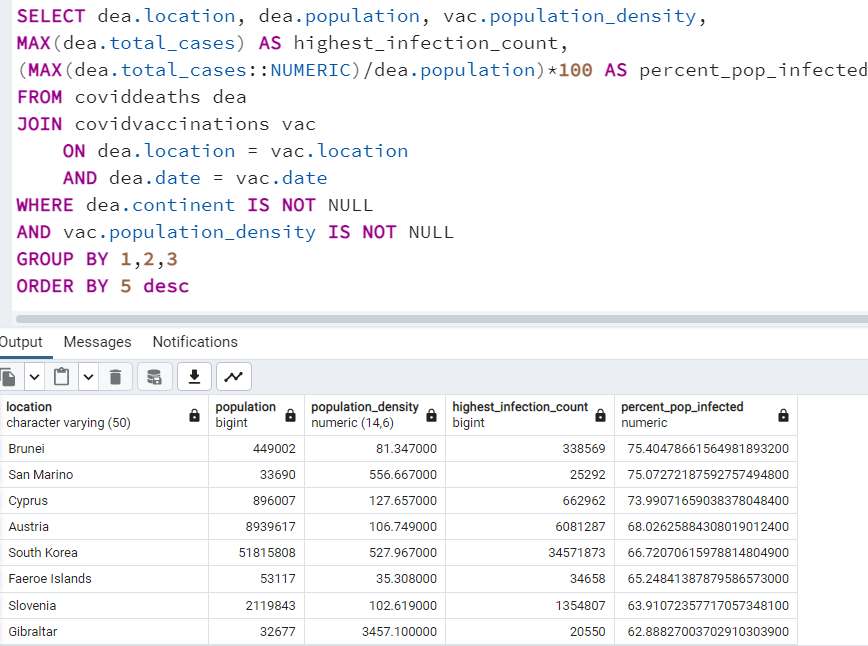 SELECT dea.location, dea.population, vac.population_density,
MAX(dea.total_cases) AS highest_infection_count,
(MAX(dea.total_cases::NUMERIC)/dea.population)*100 AS percent_pop_infected
FROM coviddeaths dea
JOIN covidvaccinations vac
ON dea.location = vac.location
AND dea.date = vac.date
WHERE dea.continent IS NOT NULL
AND vac.population_density IS NOT NULL
GROUP BY 1,2,3
ORDER BY 5 desc
Output Messages Notifications
location population population_density highest_infection_count percent_pop_infected
character varying (50) bigint numeric (14,6) bigint numeric
Brunei 449002 81.347000 338569 75.40478661564981893200
San Marino 33690 556.667000 25292 75.07272187592757494800
Cyprus 896007 127.657000 662962 73.99071659038378048400
Austria 8939617 106.749000 6081287 68.02625884308019012400
South Korea 51815808 527.967000 34571873 66.72070615978814804900
Faeroe Islands 53117 35.308000 34658 65.24841387879586573000
Slovenia 2119843 102.619000 1354807 63.91072357717057348100
Gibraltar 32677 3457.100000 20550 62.88827003702910303900